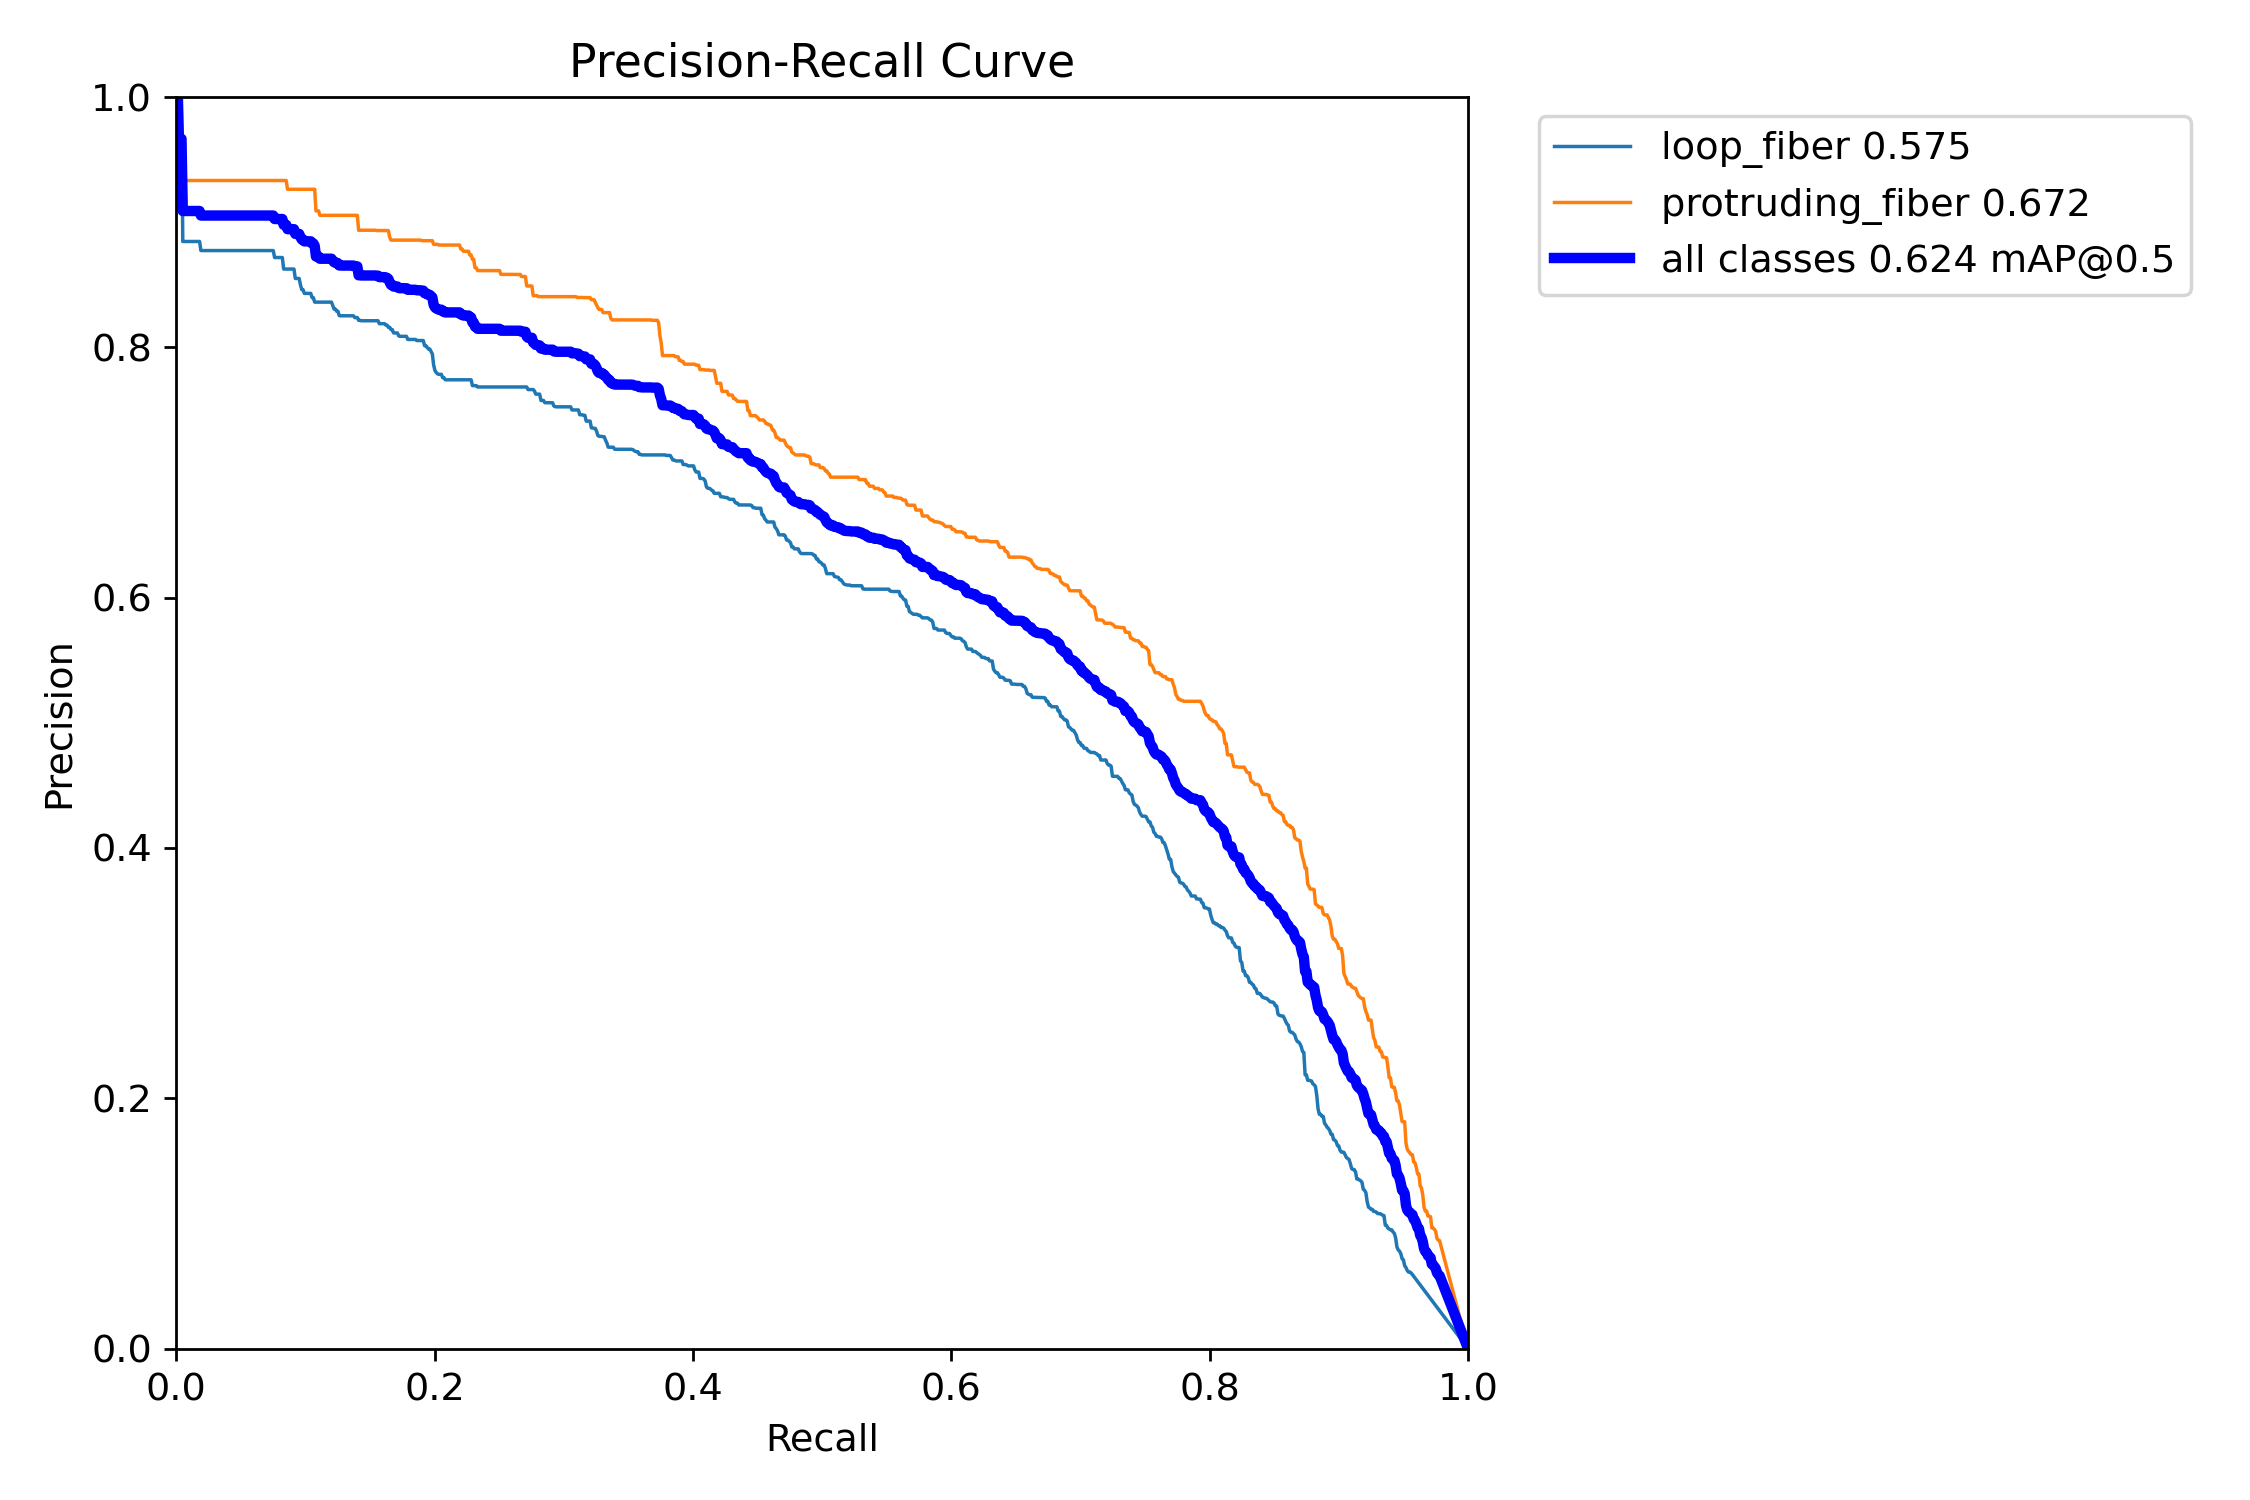 Precision-Recall Curve
1.0
0.8
0.6
0.4
0.2
0.0
Precision
0.0 0.2 0.4 0.6 0.8 1.0
Recall
loop_fiber 0.575
protruding_fiber 0.672
all classes 0.624 mAP@0.5